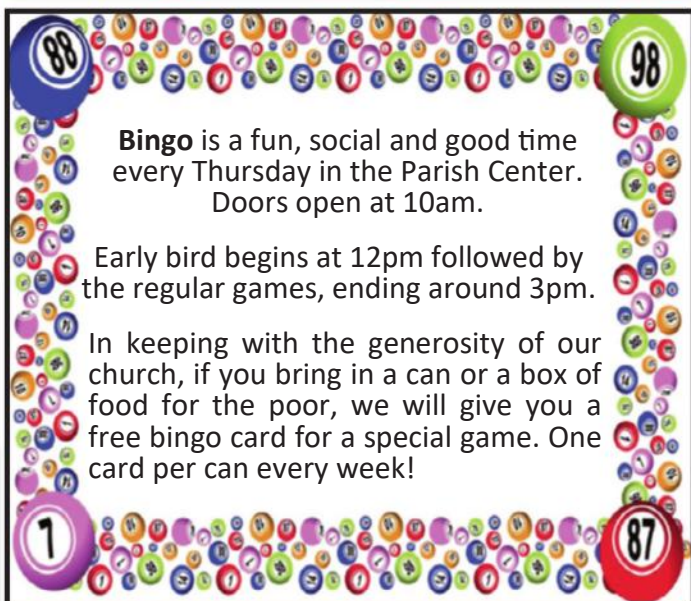 88
98
Bingo is a fun, social and good time
every Thursday in the Parish Center.
Doors open at 10am.
Early bird begins at 12pm followed by
the regular games, ending around 3pm.
In keeping with the generosity of our
church, if you bring in a can or a box of
food for the poor, we will give you a
free bingo card for a special game. One
card per can every week!
7
87